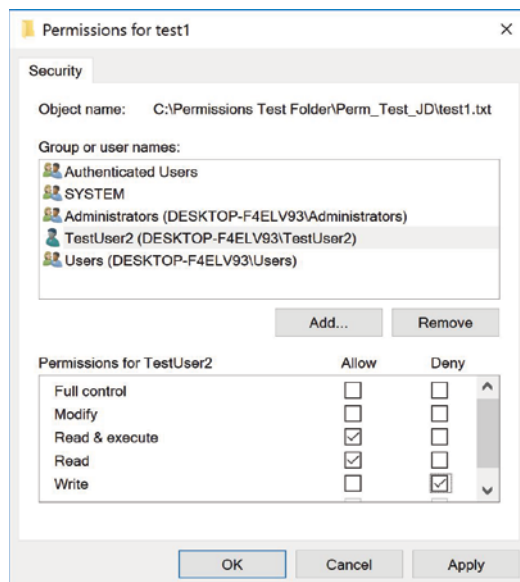 Permissions for test1
Security
Object name: C:\Permissions Test Folder\Perm_Test_JD\test1.txt
Group or user names:
Authenticated Users
SYSTEM
Administrators (DESKTOP-F4ELV93\Administrators)
TestUser2 (DESKTOP-F4ELV93\TestUser2)
Users (DESKTOP-F4ELV93\Users)
Add... Remove
Permissions for TestUser2 Allow Deny
Full control
Modify
Read & execute
Read
Write
OK Cancel Apply